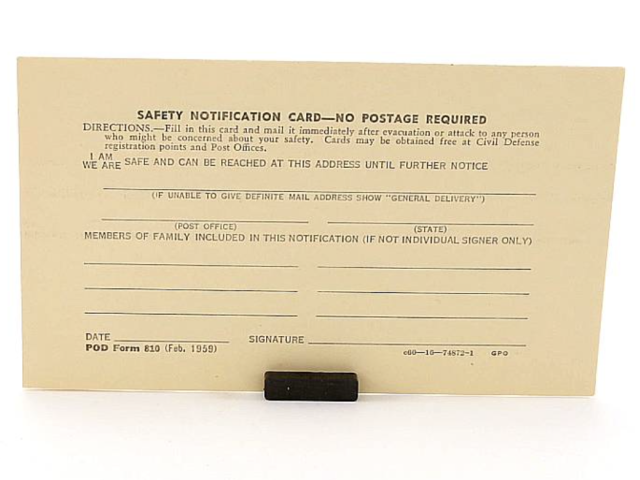 SAFETY NOTIFICATION CARD—NO POSTAGE REQUIRED
DIRECTIONS.—Fill in this card and mail it immediately after evacuation or attack to any person
who might be concerned about your safety. Cards may be obtained free at Civil Defense
registration points and Post Offices.
I AM
WE ARE SAFE AND CAN BE REACHED AT THIS ADDRESS UNTIL FURTHER NOTICE
(IF UNABLE TO GIVE DEFINITE MAIL ADDRESS SHOW "GENERAL DELIVERY")
(POST OFFICE) (STATE)
MEMBERS OF FAMILY INCLUDED IN THIS NOTIFICATION (IF NOT INDIVIDUAL SIGNER ONLY)
DATE SIGNATURE
POD Form 810 (Feb. 1959) c60—16—74872-1 GPO